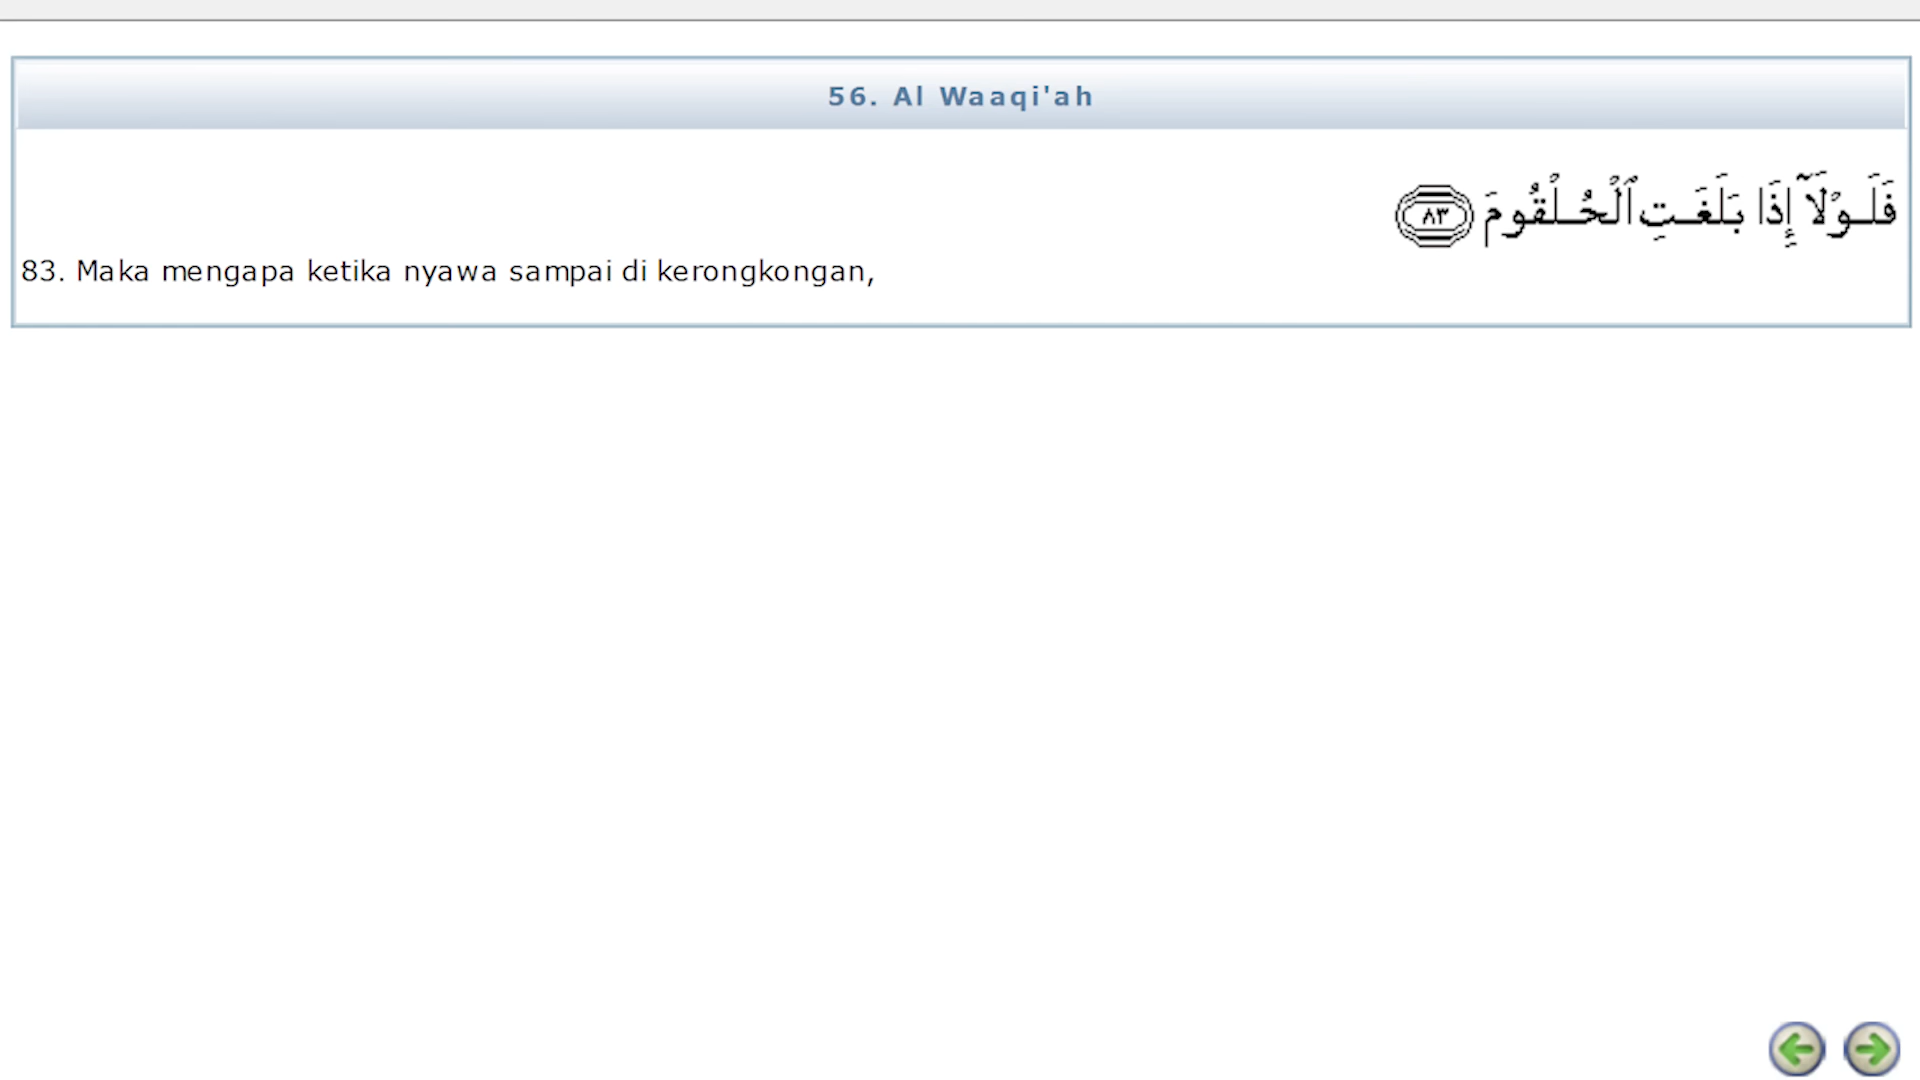 56. Al Waaqi'ah
فَلَوْلَآ إِذَا بَلَغَتِ ٱلْحُلْقُومَ ٨٣
83. Maka mengapa ketika nyawa sampai di kerongkongan,